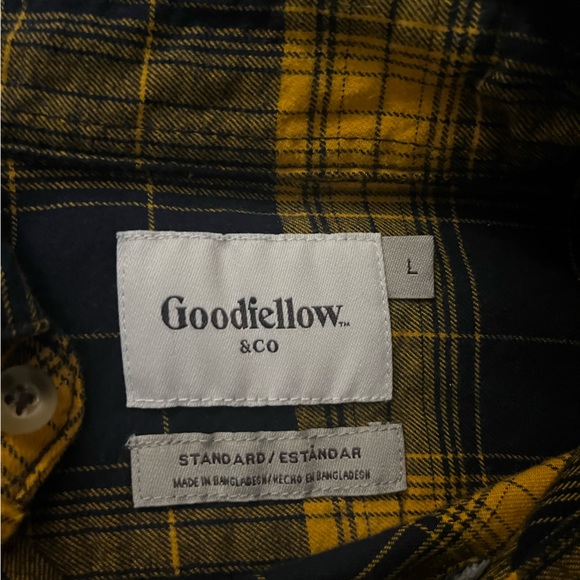 Goodfellow™
&CO
L
STANDARD/ESTÁNDAR
MADE IN BANGLADESH/HECHO EN BANGLADESH